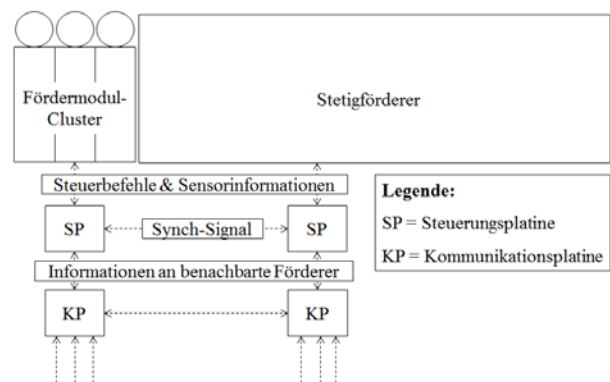 Fördermodul-
Cluster
Stetigförderer
Steuerbefehle & Sensorinformationen
Legende:
SP = Steuerungsplatine
KP = Kommunikationsplatine
SP
Synch-Signal
SP
Informationen an benachbarte Förderer
KP
KP